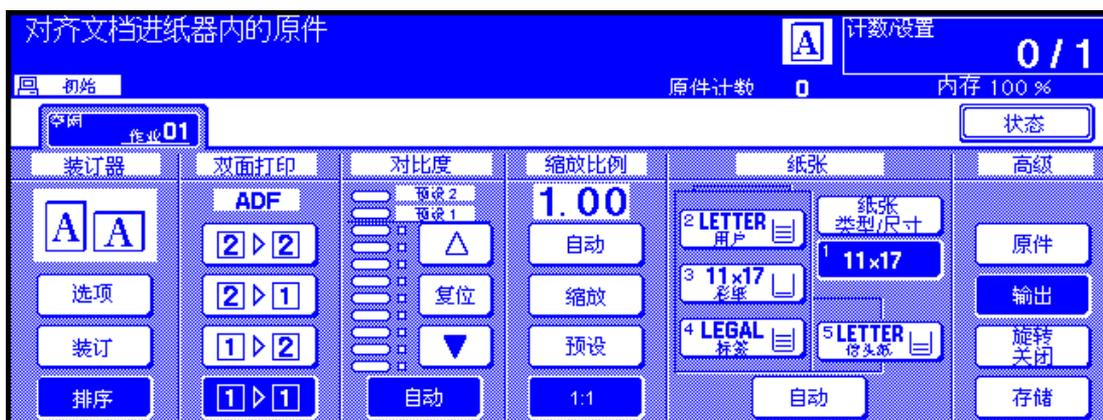 对齐文档进纸器内的原件
计数/设置
0 / 1
初始
原件计数 0
内存 100 %
空闲
作业01
状态
装订器 双面打印 对比度 缩放比例 纸张 高级
A A
选项
装订
排序
ADF
2 ▷ 2
2 ▷ 1
1 ▷ 2
1 ▷ 1
预设 2
预设 1
复位
自动
1.00
自动
缩放
预设
1:1
2 LETTER
用户
3 11x17
彩纸
4 LEGAL
标签
纸张
类型/尺寸
1 11x17
5 LETTER
信头纸
自动
原件
输出
旋转
关闭
存储